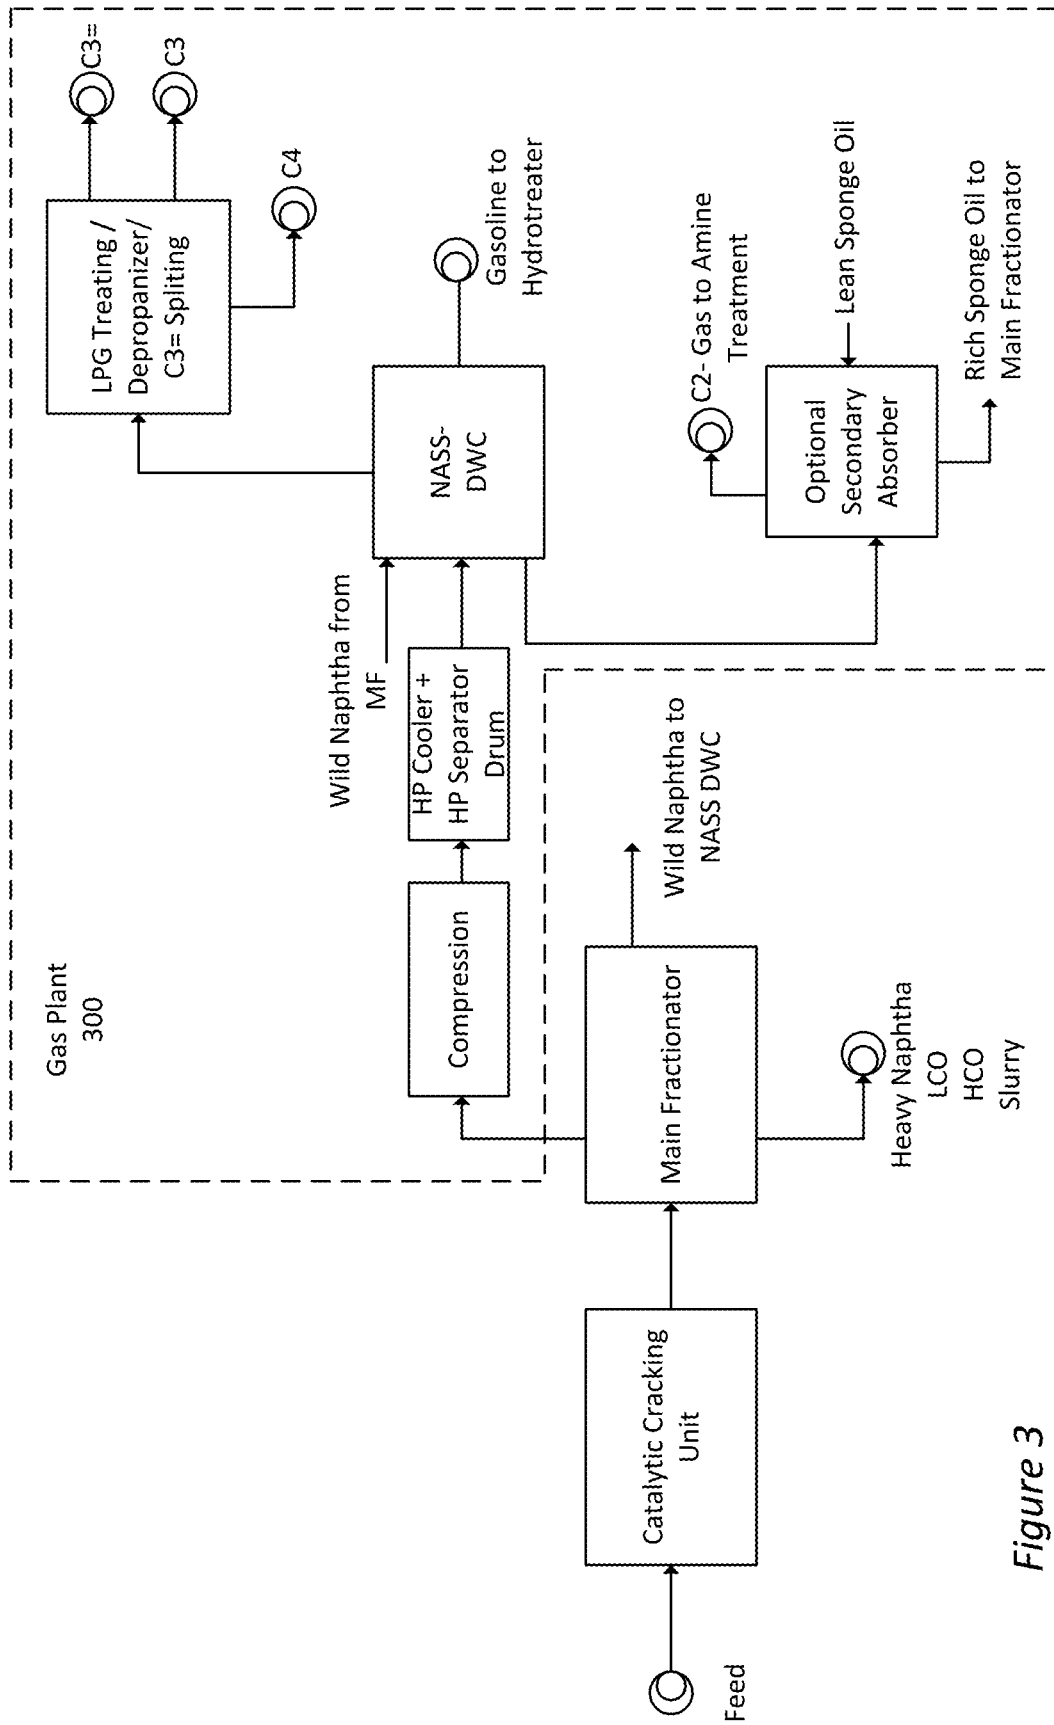 Gas Plant
300
LPG Treating /
Depropanizer/
C3= Spliting
C3=
C3
C4
Wild Naphtha from
MF
NASS-
DWC
Gasoline to
Hydrotreater
Compression
HP Cooler +
HP Separator
Drum
C2- Gas to Amine
Treatment
Optional
Secondary
Absorber
Lean Sponge Oil
Rich Sponge Oil to
Main Fractionator
Feed
Catalytic Cracking
Unit
Main Fractionator
Wild Naphtha to
NASS DWC
Heavy Naphtha
LCO
HCO
Slurry
Figure 3